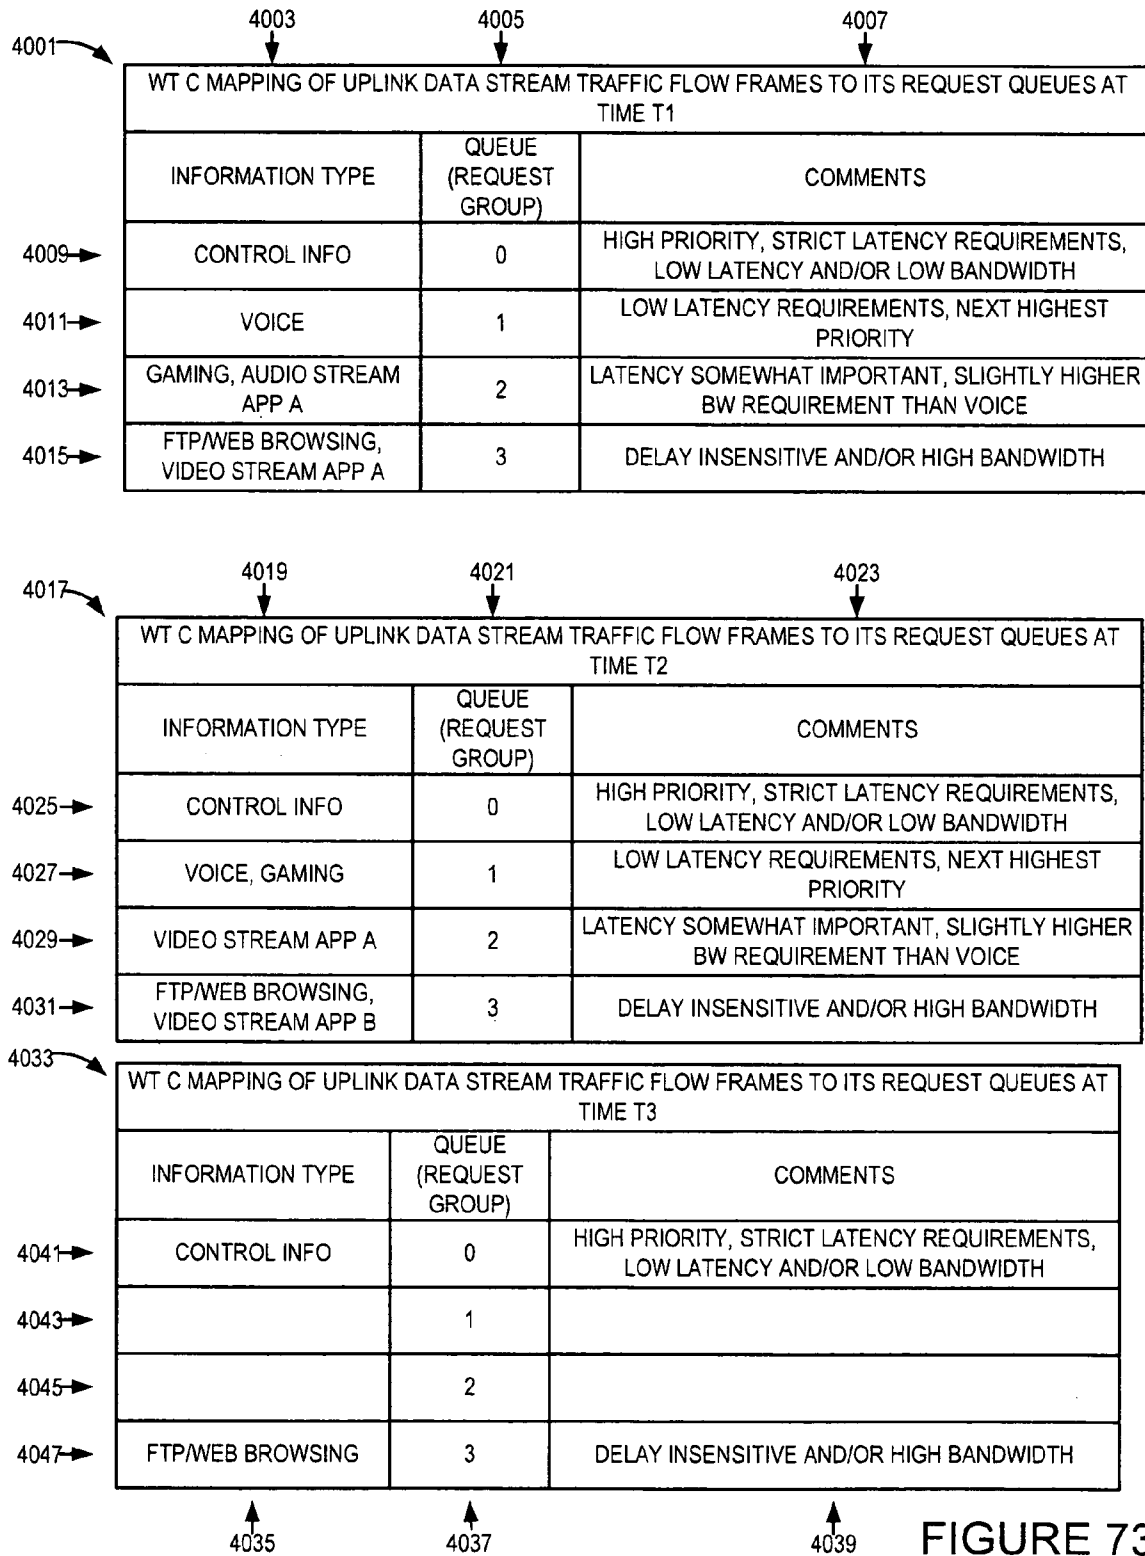 4003
4005
4007
4001
WT C MAPPING OF UPLINK DATA STREAM TRAFFIC FLOW FRAMES TO ITS REQUEST QUEUES AT
TIME T1
INFORMATION TYPE
QUEUE
(REQUEST
GROUP)
COMMENTS
4009
CONTROL INFO
0
HIGH PRIORITY, STRICT LATENCY REQUIREMENTS,
LOW LATENCY AND/OR LOW BANDWIDTH
4011
VOICE
1
LOW LATENCY REQUIREMENTS, NEXT HIGHEST
PRIORITY
4013
GAMING, AUDIO STREAM
APP A
2
LATENCY SOMEWHAT IMPORTANT, SLIGHTLY HIGHER
BW REQUIREMENT THAN VOICE
4015
FTP/WEB BROWSING,
VIDEO STREAM APP A
3
DELAY INSENSITIVE AND/OR HIGH BANDWIDTH
4019
4021
4023
4017
WT C MAPPING OF UPLINK DATA STREAM TRAFFIC FLOW FRAMES TO ITS REQUEST QUEUES AT
TIME T2
INFORMATION TYPE
QUEUE
(REQUEST
GROUP)
COMMENTS
4025
CONTROL INFO
0
HIGH PRIORITY, STRICT LATENCY REQUIREMENTS,
LOW LATENCY AND/OR LOW BANDWIDTH
4027
VOICE, GAMING
1
LOW LATENCY REQUIREMENTS, NEXT HIGHEST
PRIORITY
4029
VIDEO STREAM APP A
2
LATENCY SOMEWHAT IMPORTANT, SLIGHTLY HIGHER
BW REQUIREMENT THAN VOICE
4031
FTP/WEB BROWSING,
VIDEO STREAM APP B
3
DELAY INSENSITIVE AND/OR HIGH BANDWIDTH
4033
WT C MAPPING OF UPLINK DATA STREAM TRAFFIC FLOW FRAMES TO ITS REQUEST QUEUES AT
TIME T3
INFORMATION TYPE
QUEUE
(REQUEST
GROUP)
COMMENTS
4041
CONTROL INFO
0
HIGH PRIORITY, STRICT LATENCY REQUIREMENTS,
LOW LATENCY AND/OR LOW BANDWIDTH
4043
1
4045
2
4047
FTP/WEB BROWSING
3
DELAY INSENSITIVE AND/OR HIGH BANDWIDTH
4035
4037
4039
FIGURE 73